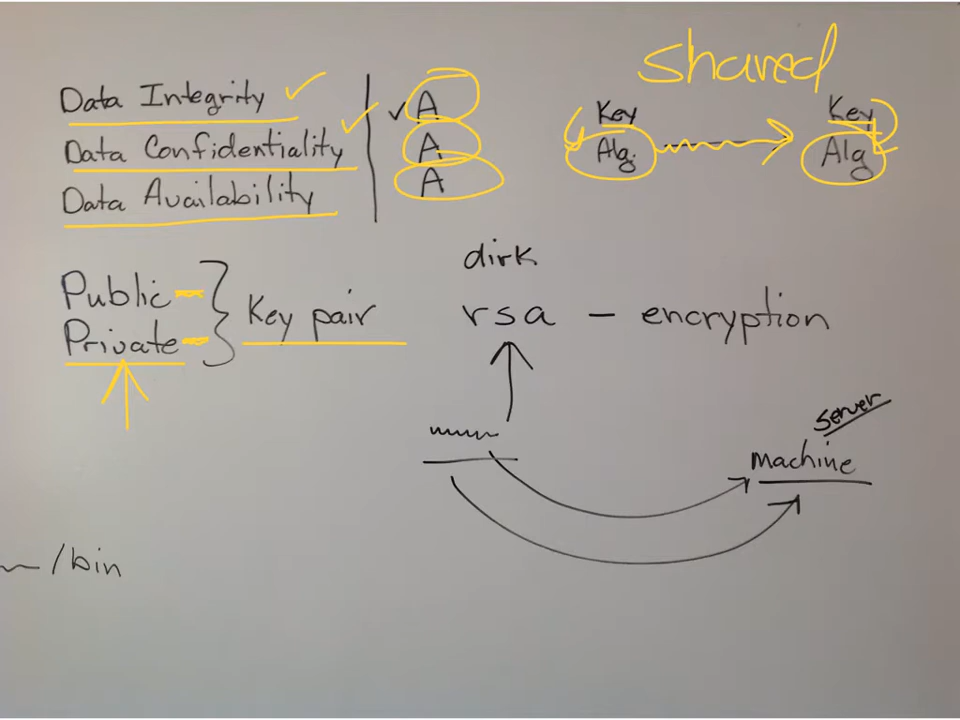 Data Integrity
Data Confidentiality
Data Availability
A
A
A
shared
Key
Alg.
Key
Alg
Public
Private
Key pair
dirk
rsa - encryption
server
machine
/bin